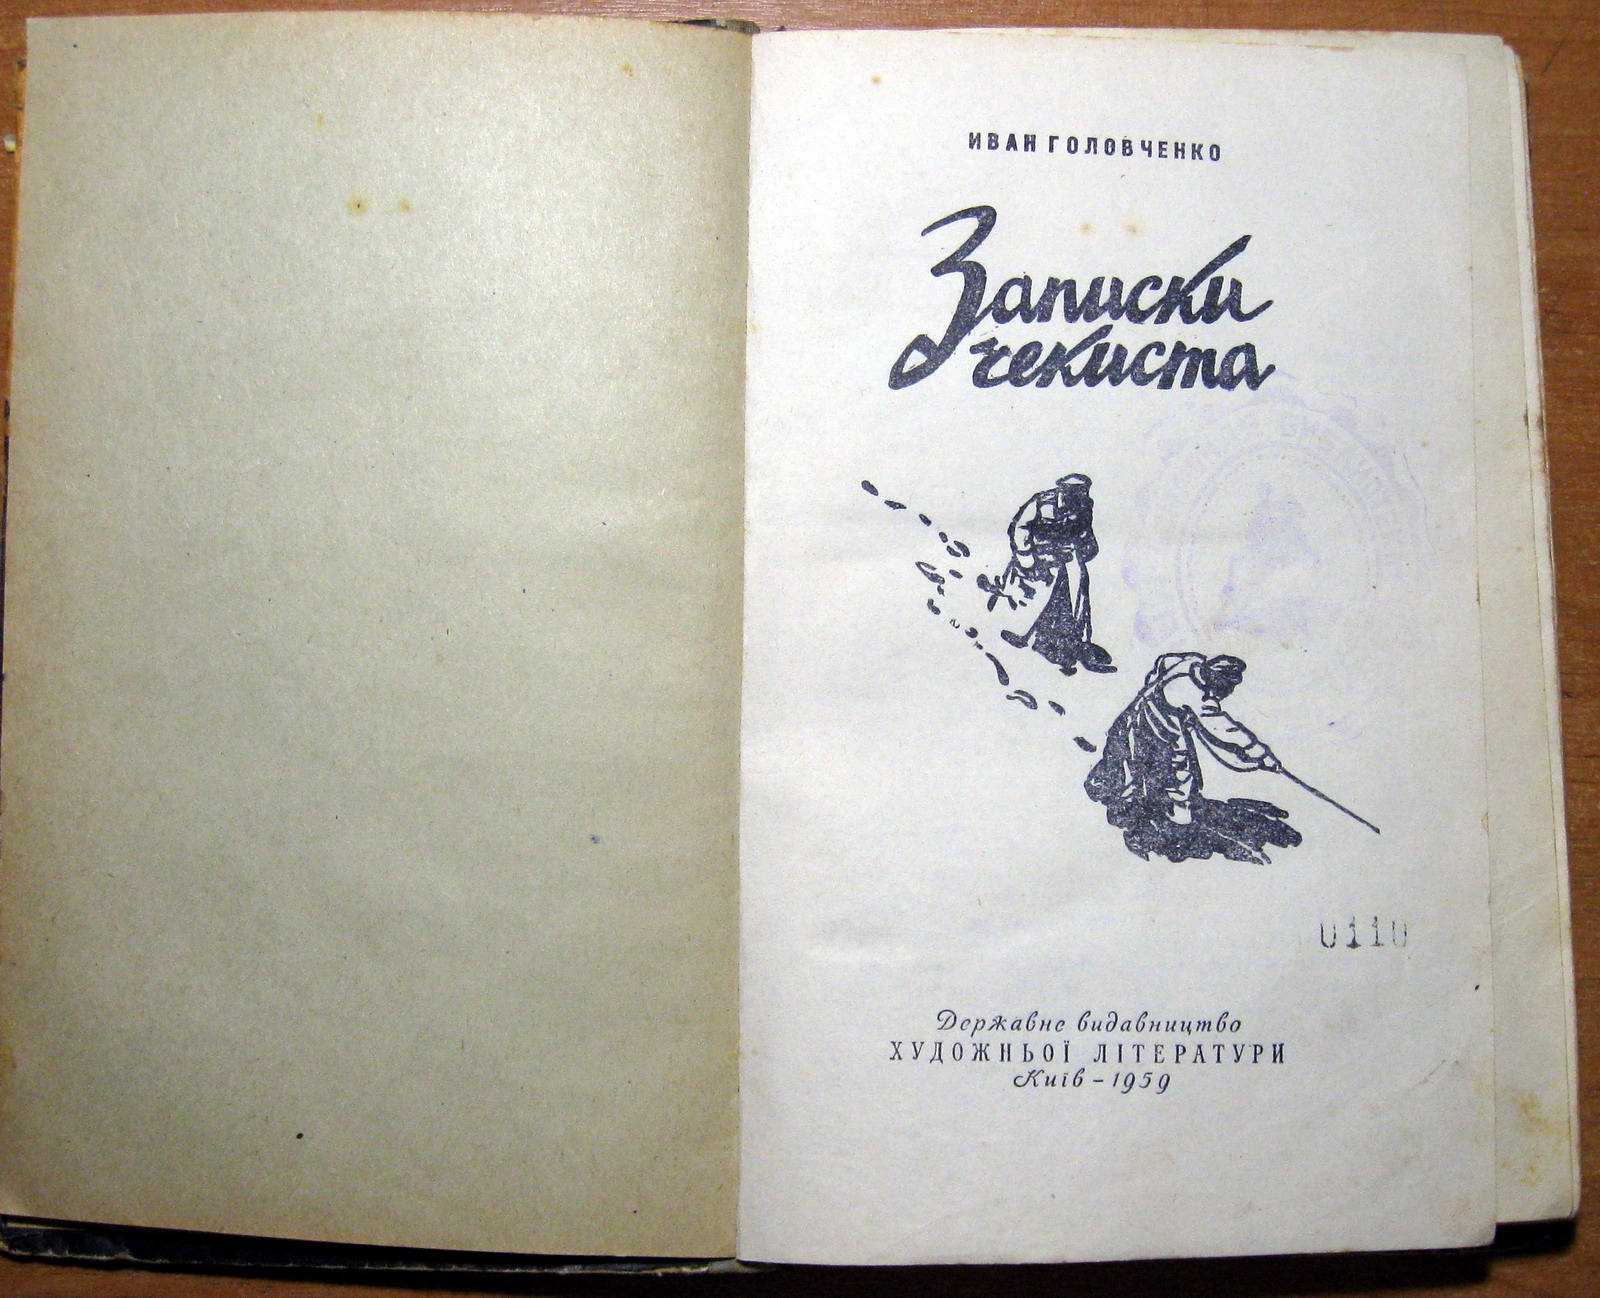 ИВАН ГОЛОВЧЕНКО
Записки
чекиста
0110
Державне видавництво
ХУДОЖНЬОЇ ЛІТЕРАТУРИ
Київ – 1959